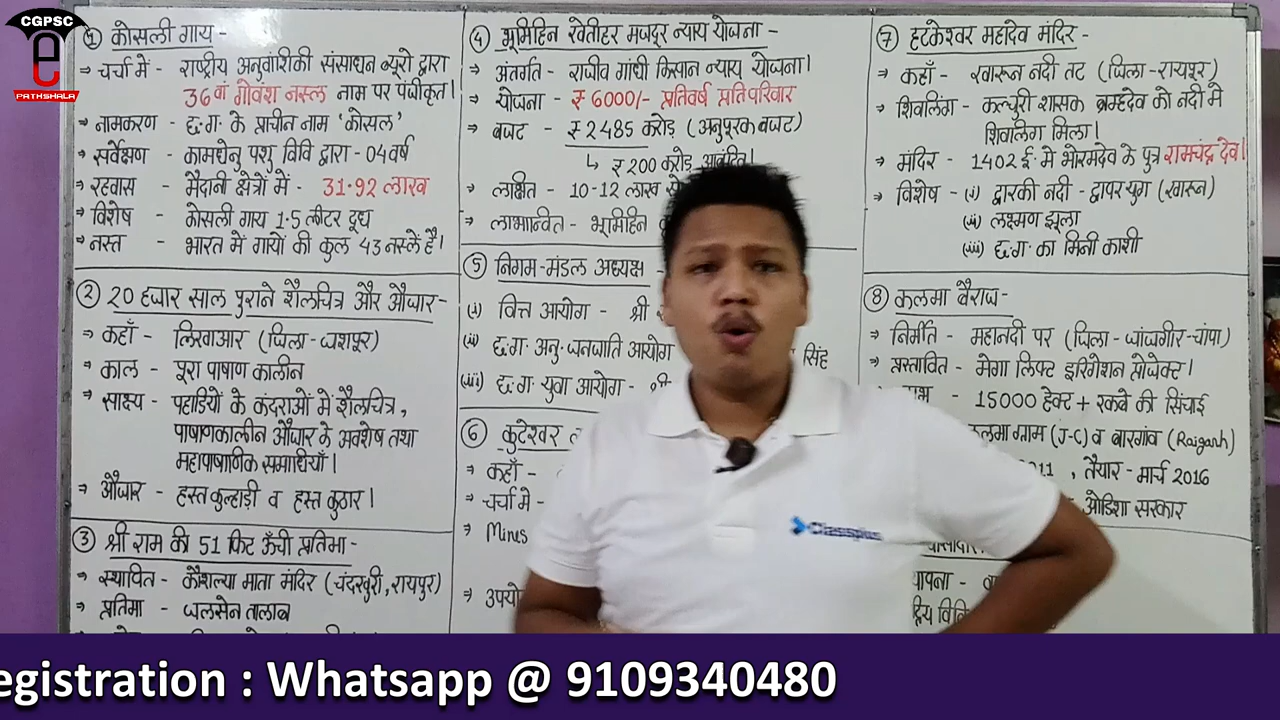 CGPSC
e
PATHSHALA
① कोसली गाय -
→ चर्चा में - राष्ट्रीय अनुवांशिकी संसाधन ब्यूरो द्वारा
36वां गोवंश नस्ल नाम पर पंजीकृत।
→ नामकरण - छ.ग. के प्राचीन नाम 'कोसल'
→ सर्वेक्षण - कामधेनु पशु विवि द्वारा - 04 वर्ष
→ रहवास - मैदानी क्षेत्रों में - 31.92 लाख
→ विशेष - कोसली गाय 1.5 लीटर दूध
→ नस्ल - भारत में गायों की कुल 43 नस्लें है।
② 20 हजार साल पुराने शैलचित्र और औजार -
→ कहाँ - लिखाआर (जिला - जशपुर)
→ काल - पूरा पाषाण कालीन
→ साक्ष्य - पहाडियों के कंदराओं में शैलचित्र,
पाषाणकालीन औजार के अवशेष तथा
महापाषाणिक समाधियाँ।
→ औजार - हस्त कुल्हाड़ी व हस्त कुठार।
③ श्री राम की 51 फिट ऊँची प्रतिमा -
→ स्थापित - कौशल्या माता मंदिर (चंदखुरी, रायपुर)
→ प्रतिमा - जलसेन तालाब
④ भूमिहिन खेतीहर मजदूर न्याय योजना -
→ अंतर्गत - राजीव गांधी किसान न्याय योजना।
→ योजना - ₹ 6000/- प्रतिवर्ष प्रति परिवार
→ बजट - ₹ 2485 करोड़ (अनुपूरक बजट)
↳ ₹ 200 करोड़ आवंटित।
→ लक्षित - 10-12 लाख
→ लाभान्वित - भूमिहिन
⑤ निगम-मंडल अध्यक्ष -
(i) वित्त आयोग - श्री
(ii) छ.ग. अनु. जनजाति आयोग सिंह
(iii) छ.ग. युवा आयोग - श्री
⑥ कुटेश्वर
→ कहाँ -
→ चर्चा में -
→ Mines
→
⑦ हटकेश्वर महादेव मंदिर -
→ कहाँ - खारून नदी तट (जिला - रायपुर)
→ शिवलिंग - कल्चुरी शासक ब्रम्हदेव को नदी में
शिवलिंग मिला।
→ मंदिर - 1402 ई. में भोरमदेव के पुत्र रामचंद्र देव।
→ विशेष - (i) द्वारकी नदी - द्वापर युग (खारून)
(ii) लक्ष्मण झूला
(iii) छ.ग. का मिनी काशी
⑧ कलमा बैराज -
→ निर्मित - महानदी पर (जिला - जांजगीर-चांपा)
→ प्रस्तावित - मेगा लिफ्ट इरिगेशन प्रोजेक्ट।
- 15000 हेक्ट + रकबे की सिंचाई
कलमा ग्राम (J-C) व बारगांव (Raigarh)
2011, तैयार - मार्च 2016
ओडिशा सरकार
Classplus
egistration : Whatsapp @ 9109340480